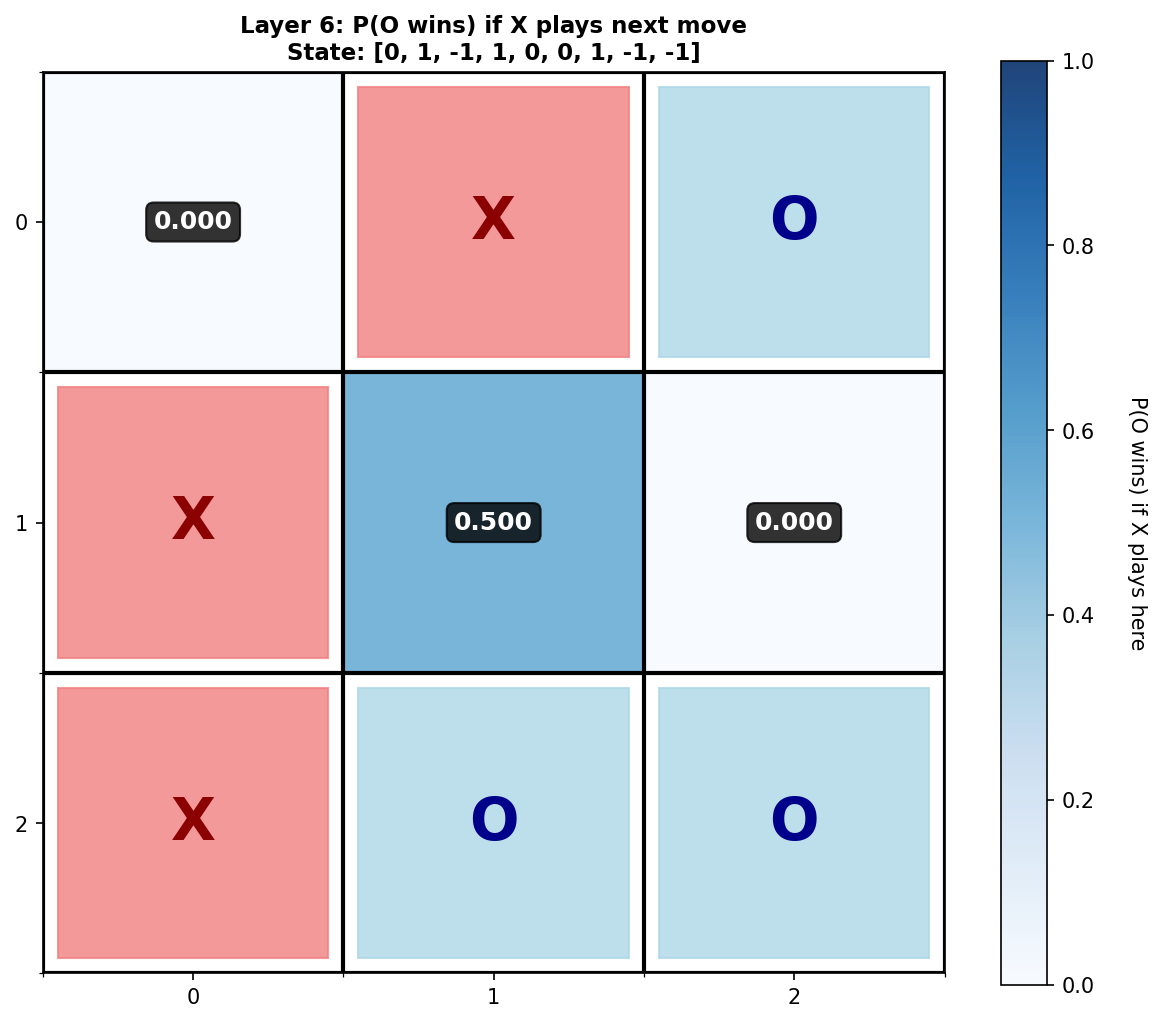 Layer 6: P(O wins) if X plays next move
State: [0, 1, -1, 1, 0, 0, 1, -1, -1]
0
0.000
X
O
1
X
0.500
0.000
2
X
O
O
0
1
2
1.0
0.8
0.6
0.4
0.2
0.0
P(O wins) if X plays here